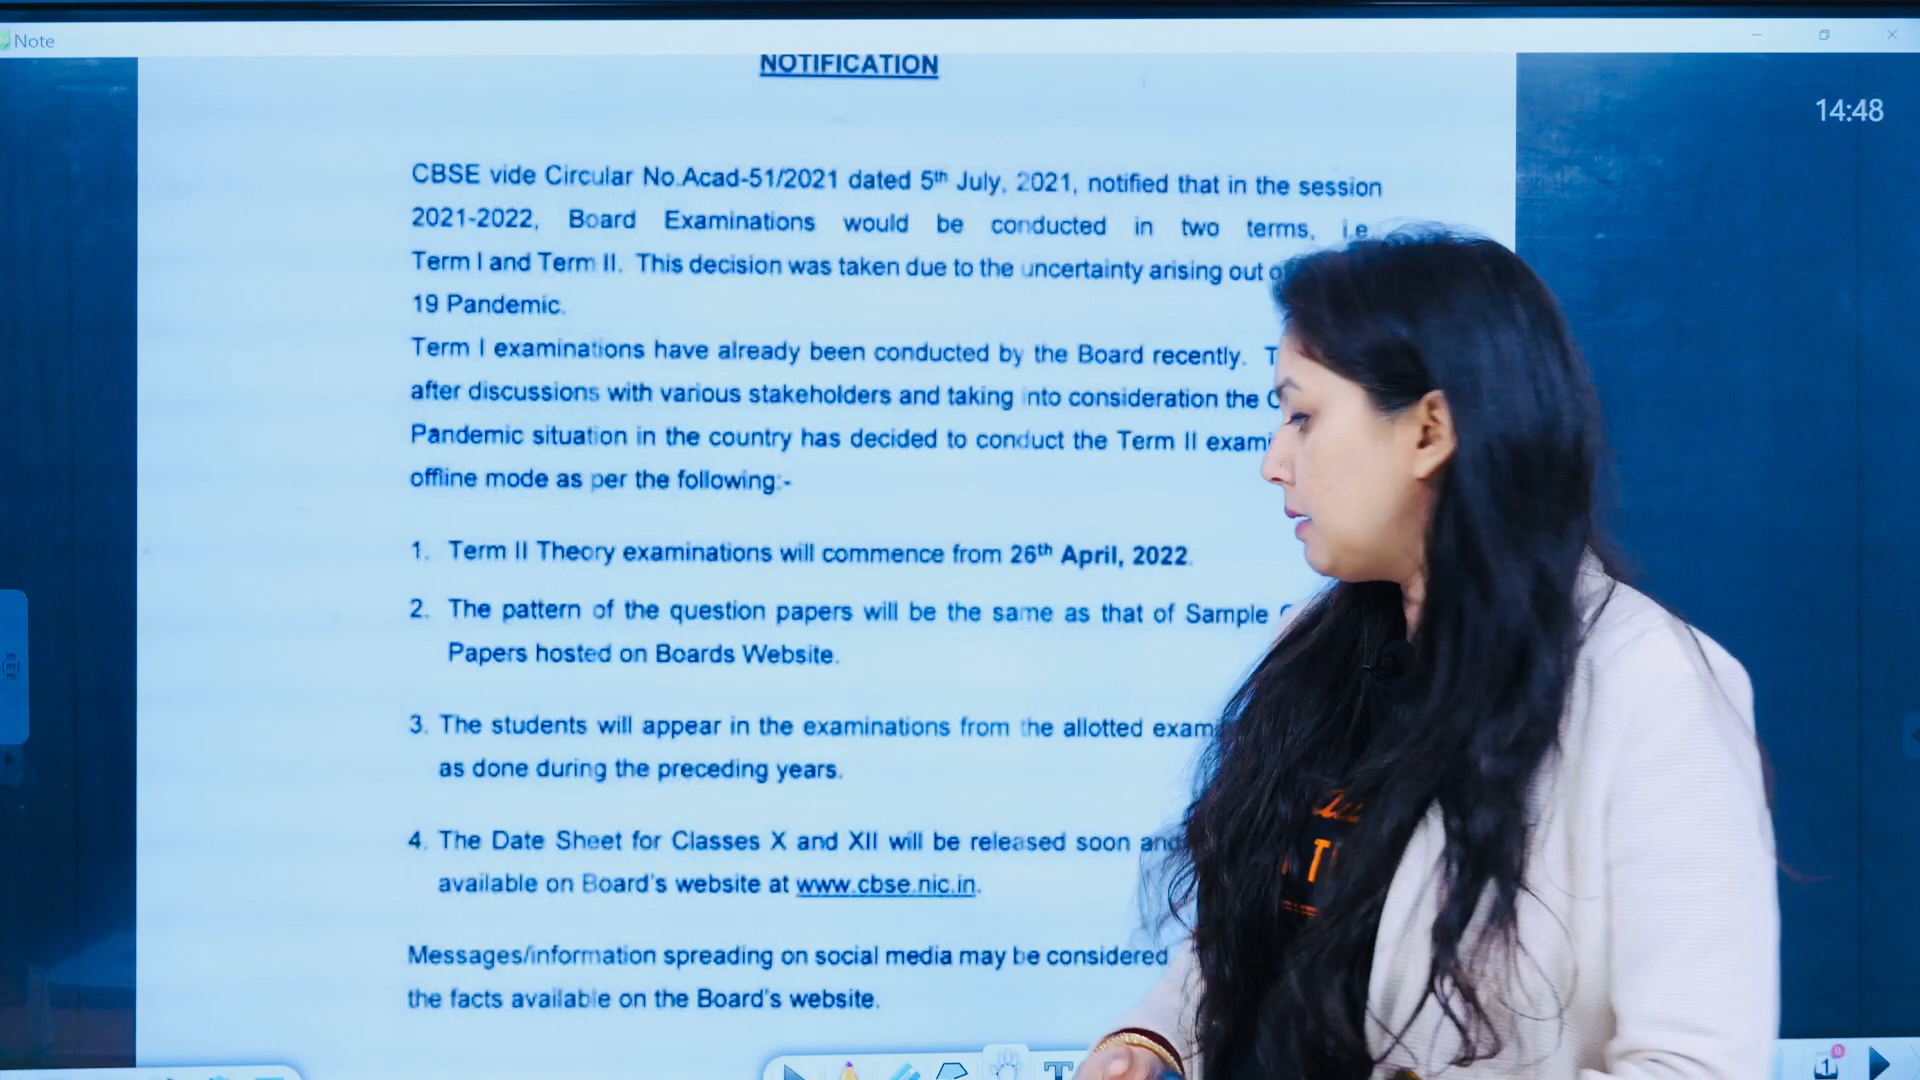 Note
NOTIFICATION
14:48
CBSE vide Circular No.Acad-51/2021 dated 5th July, 2021, notified that in the session
2021-2022, Board Examinations would be conducted in two terms, i.e.
Term I and Term II. This decision was taken due to the uncertainty arising out
19 Pandemic.
Term I examinations have already been conducted by the Board recently.
after discussions with various stakeholders and taking into consideration the
Pandemic situation in the country has decided to conduct the Term II exami
offline mode as per the following:-
1. Term II Theory examinations will commence from 26th April, 2022.
2. The pattern of the question papers will be the same as that of Sample
Papers hosted on Boards Website.
3. The students will appear in the examinations from the allotted exam
as done during the preceding years.
4. The Date Sheet for Classes X and XII will be released soon and
available on Board's website at www.cbse.nic.in.
Messages/information spreading on social media may be considered
the facts available on the Board's website.
T
1
0